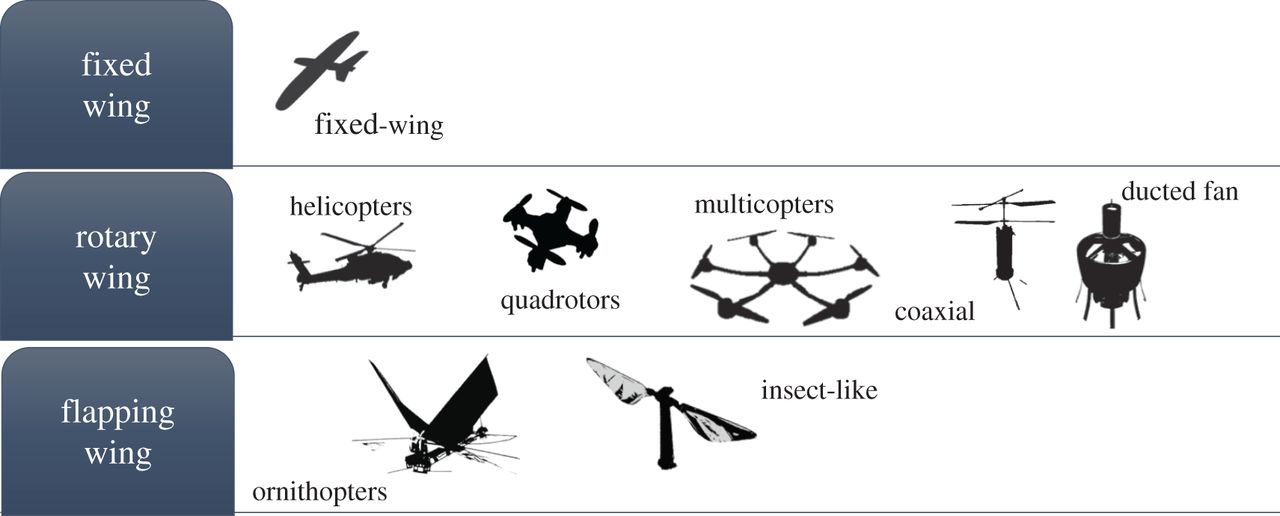 fixed
wing
fixed-wing
rotary
wing
helicopters
quadrotors
multicopters
coaxial
ducted fan
flapping
wing
ornithopters
insect-like